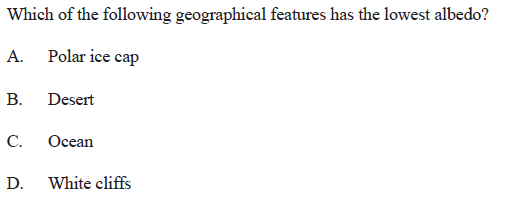 Which of the following geographical features has the lowest albedo?
A. Polar ice cap
B. Desert
C. Ocean
D. White cliffs